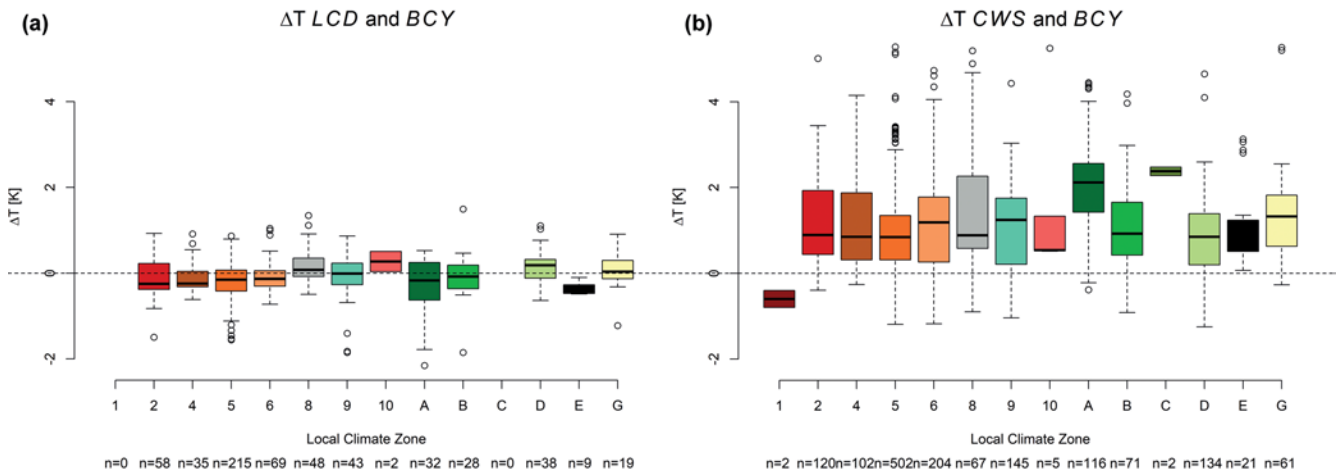 (a)
ΔT LCD and BCY
ΔT [K]
4
2
0
-2
1 2 4 5 6 8 9 10 A B C D E G
Local Climate Zone
n=0 n=58 n=35 n=215 n=69 n=48 n=43 n=2 n=32 n=28 n=0 n=38 n=9 n=19
(b)
ΔT CWS and BCY
ΔT [K]
4
2
0
-2
1 2 4 5 6 8 9 10 A B C D E G
Local Climate Zone
n=2 n=120 n=102 n=502 n=204 n=67 n=145 n=5 n=116 n=71 n=2 n=134 n=21 n=61